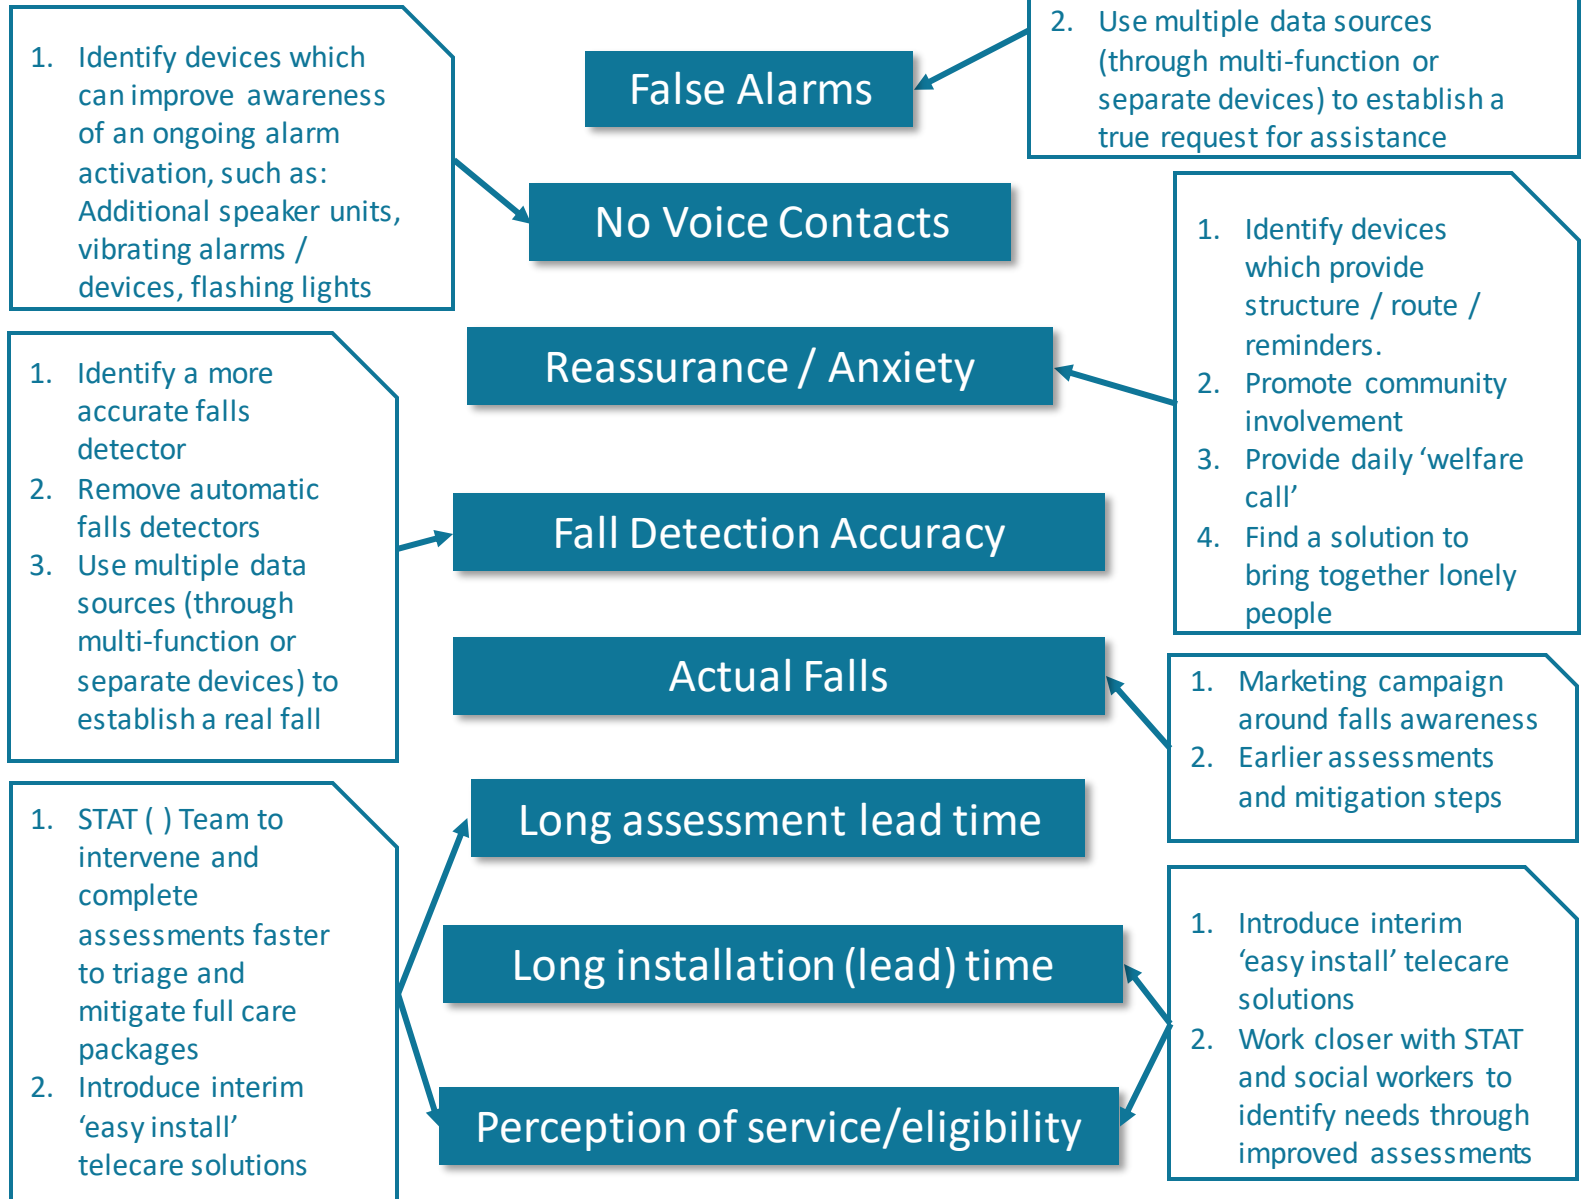 1. Identify devices which
can improve awareness
of an ongoing alarm
activation, such as:
Additional speaker units,
vibrating alarms /
devices, flashing lights
False Alarms
2. Use multiple data sources
(through multi-function or
separate devices) to establish a
true request for assistance
No Voice Contacts
1. Identify devices
which provide
structure / route /
reminders.
2. Promote community
involvement
3. Provide daily ‘welfare
call’
4. Find a solution to
bring together lonely
people
Reassurance / Anxiety
1. Identify a more
accurate falls
detector
2. Remove automatic
falls detectors
3. Use multiple data
sources (through
multi-function or
separate devices) to
establish a real fall
Fall Detection Accuracy
Actual Falls
1. Marketing campaign
around falls awareness
2. Earlier assessments
and mitigation steps
1. STAT ( ) Team to
intervene and
complete
assessments faster
to triage and
mitigate full care
packages
2. Introduce interim
‘easy install’
telecare solutions
Long assessment lead time
Long installation (lead) time
1. Introduce interim
‘easy install’ telecare
solutions
2. Work closer with STAT
and social workers to
identify needs through
improved assessments
Perception of service/eligibility